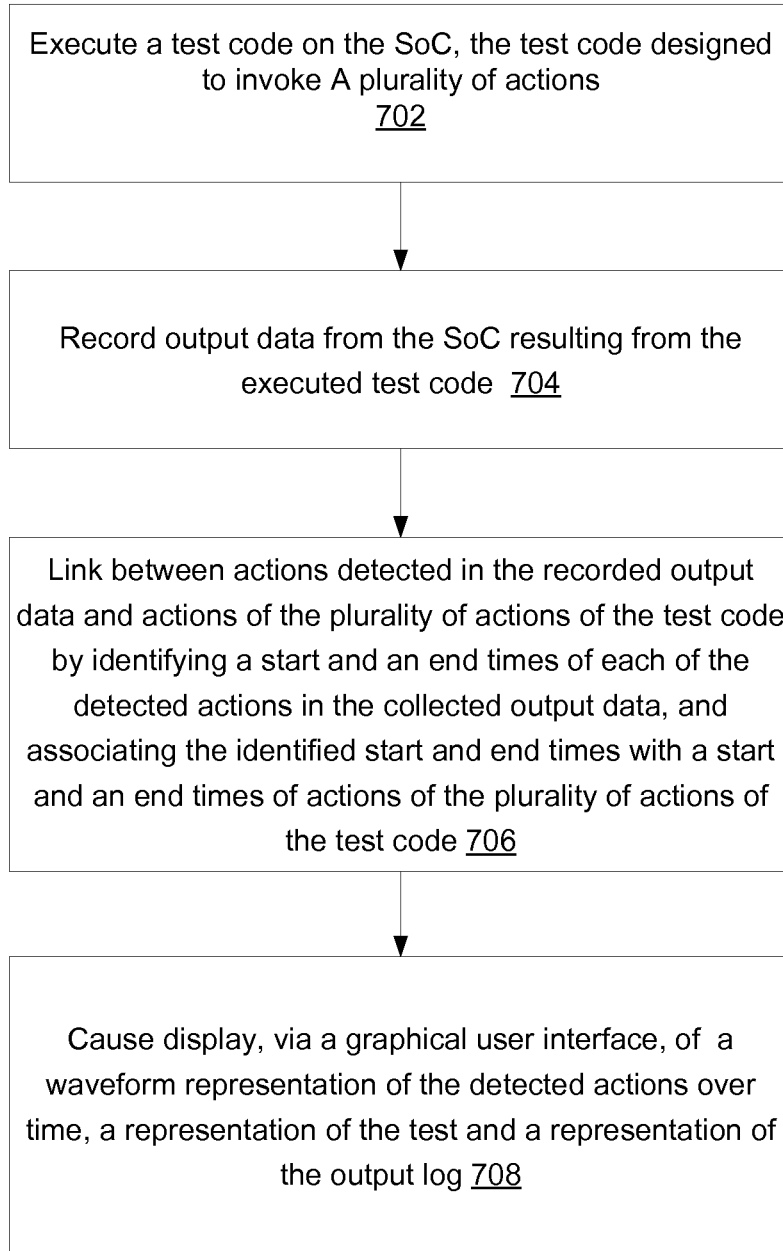 Execute a test code on the SoC, the test code designed
to invoke A plurality of actions
702
Record output data from the SoC resulting from the
executed test code 704
Link between actions detected in the recorded output
data and actions of the plurality of actions of the test code
by identifying a start and an end times of each of the
detected actions in the collected output data, and
associating the identified start and end times with a start
and an end times of actions of the plurality of actions of
the test code 706
Cause display, via a graphical user interface, of a
waveform representation of the detected actions over
time, a representation of the test and a representation of
the output log 708